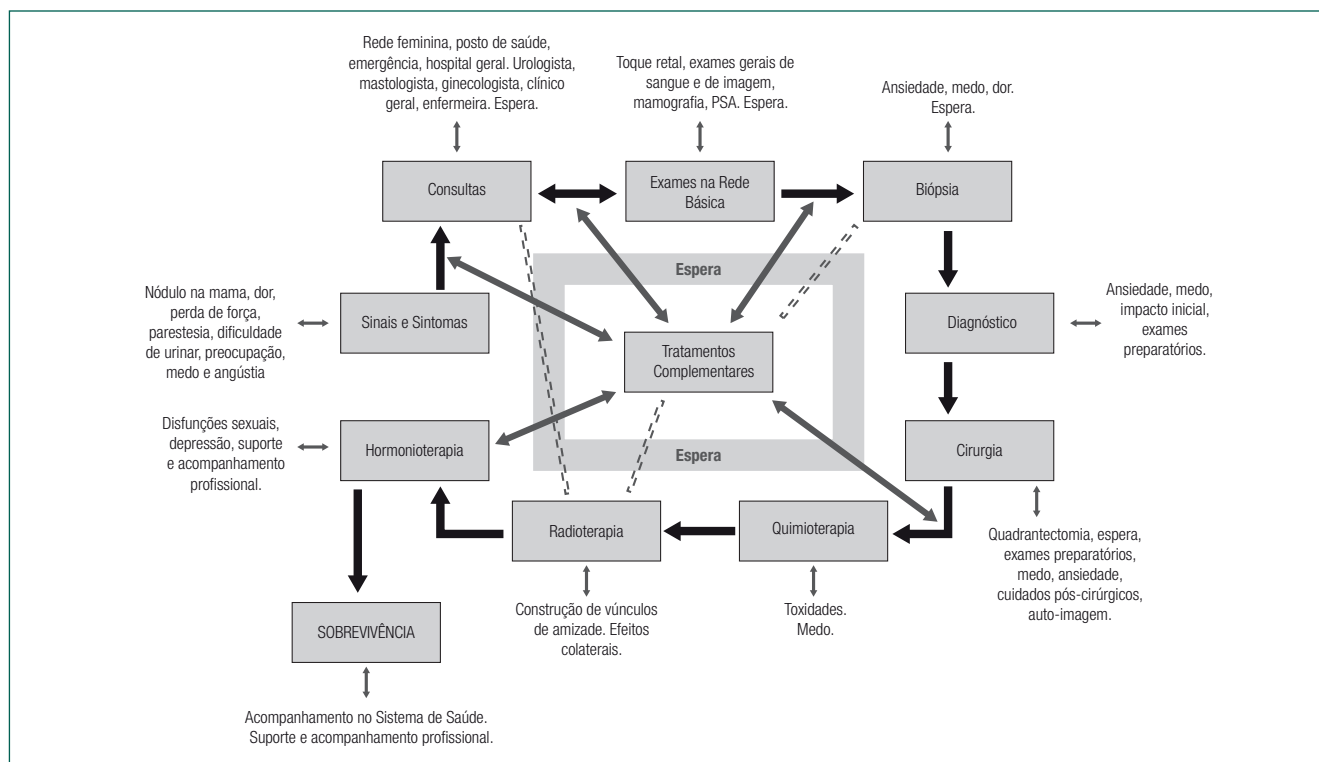 Rede feminina, posto de saúde,
emergência, hospital geral. Urologista,
mastologista, ginecologista, clínico
geral, enfermeira. Espera.
Toque retal, exames gerais de
sangue e de imagem,
mamografia, PSA. Espera.
Ansiedade, medo, dor.
Espera.
Consultas
Exames na Rede
Básica
Biópsia
Espera
Nódulo na mama, dor,
perda de força,
parestesia, dificuldade
de urinar, preocupação,
medo e angústia
Sinais e Sintomas
Tratamentos
Complementares
Diagnóstico
Ansiedade, medo,
impacto inicial,
exames
preparatórios.
Disfunções sexuais,
depressão, suporte
e acompanhamento
profissional.
Hormonioterapia
Espera
Cirurgia
Radioterapia
Quimioterapia
Quadrantectomia, espera,
exames preparatórios,
medo, ansiedade,
cuidados pós-cirúrgicos,
auto-imagem.
Construção de vúnculos
de amizade. Efeitos
colaterais.
Toxidades.
Medo.
SOBREVIVÊNCIA
Acompanhamento no Sistema de Saúde.
Suporte e acompanhamento profissional.